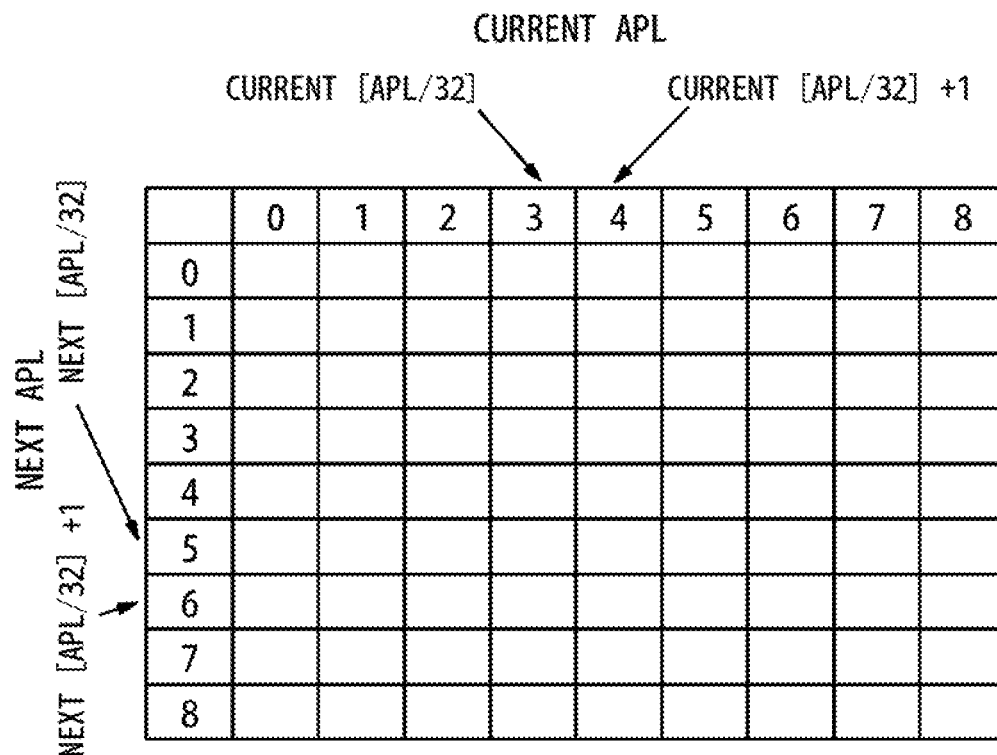 CURRENT APL
CURRENT [APL/32] CURRENT [APL/32] +1
NEXT APL
NEXT [APL/32]
NEXT [APL/32] +1
0 1 2 3 4 5 6 7 8
0
1
2
3
4
5
6
7
8